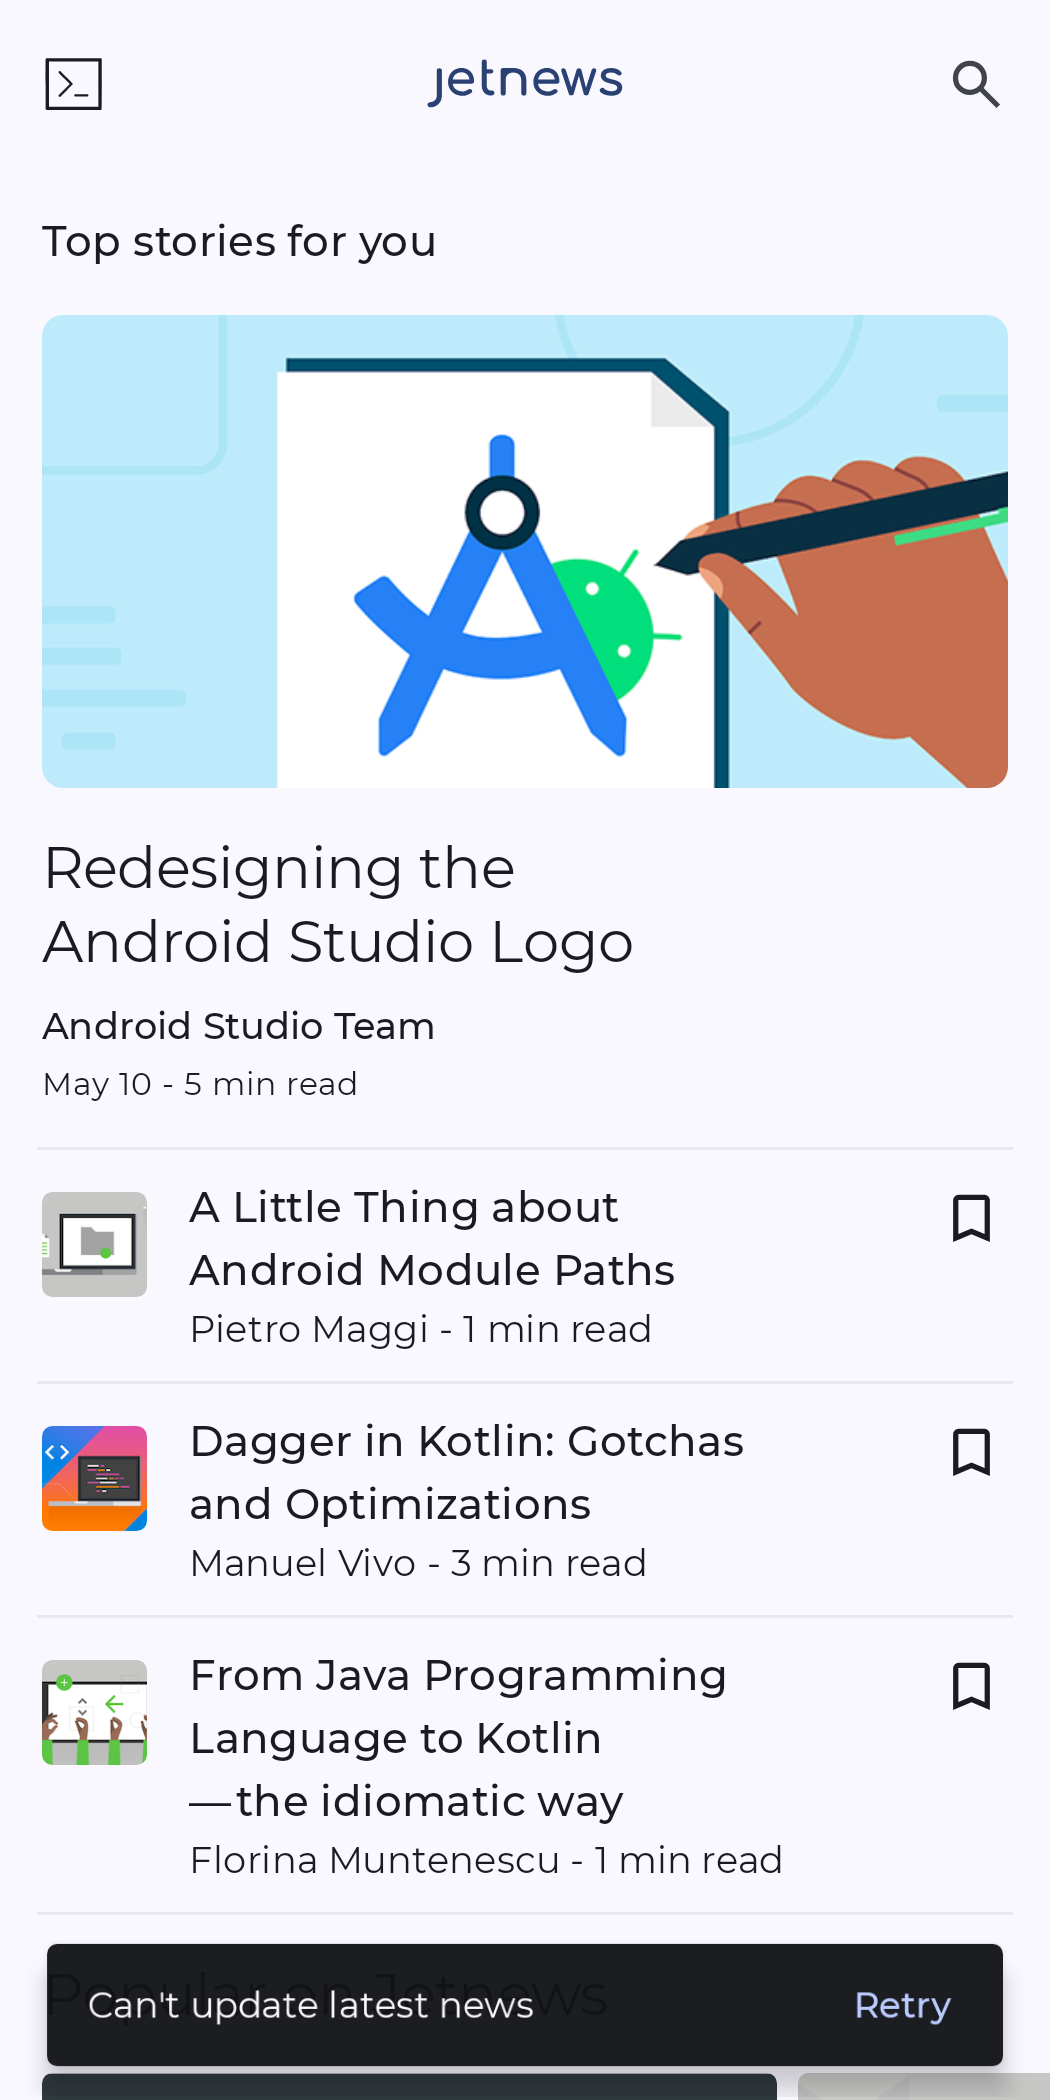 jetnews
Top stories for you
Redesigning the
Android Studio Logo
Android Studio Team
May 10 - 5 min read
A Little Thing about
Android Module Paths
Pietro Maggi - 1 min read
Dagger in Kotlin: Gotchas
and Optimizations
Manuel Vivo - 3 min read
From Java Programming
Language to Kotlin
—the idiomatic way
Florina Muntenescu - 1 min read
Popular on Jetnews
Can't update latest news
Retry